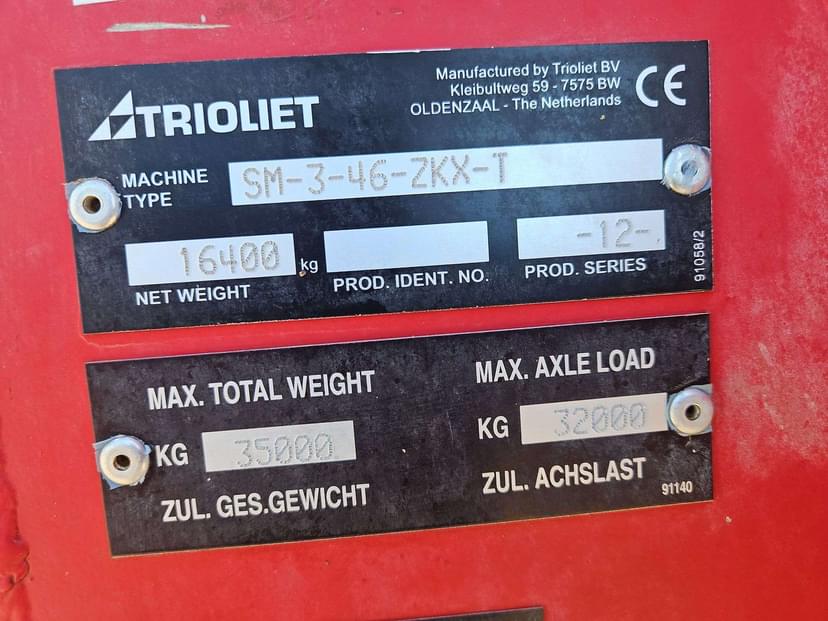 TRIOLIET
Manufactured by Trioliet BV
Kleibultweg 59 - 7575 BW
OLDENZAAL - The Netherlands
CE
MACHINE
TYPE
SM-3-46-ZKX-T
16400 kg
NET WEIGHT
PROD. IDENT. NO.
-12-
PROD. SERIES
91058/2
MAX. TOTAL WEIGHT
KG 35000
ZUL. GES.GEWICHT
MAX. AXLE LOAD
KG 32000
ZUL. ACHSLAST
91140